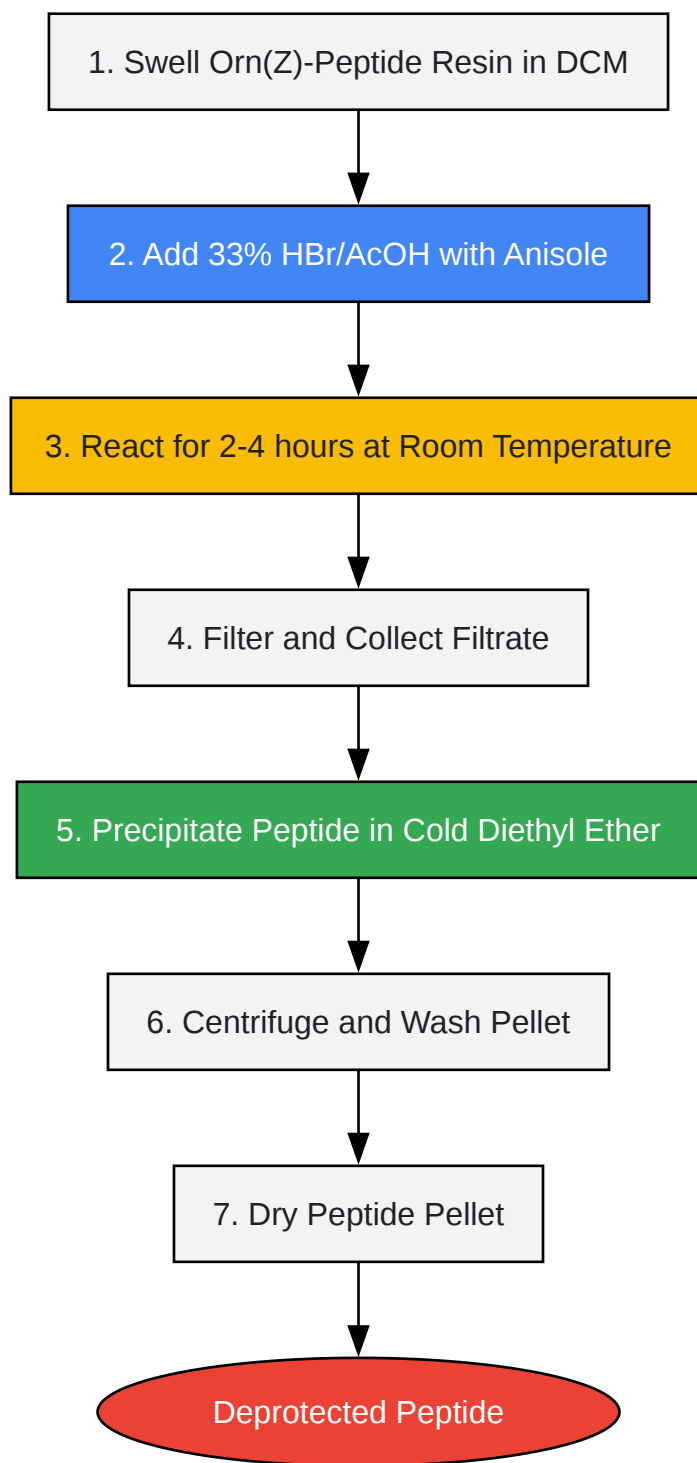 1. Swell Orn(Z)-Peptide Resin in DCM
2. Add 33% HBr/AcOH with Anisole
3. React for 2-4 hours at Room Temperature
4. Filter and Collect Filtrate
5. Precipitate Peptide in Cold Diethyl Ether
6. Centrifuge and Wash Pellet
7. Dry Peptide Pellet
Deprotected Peptide